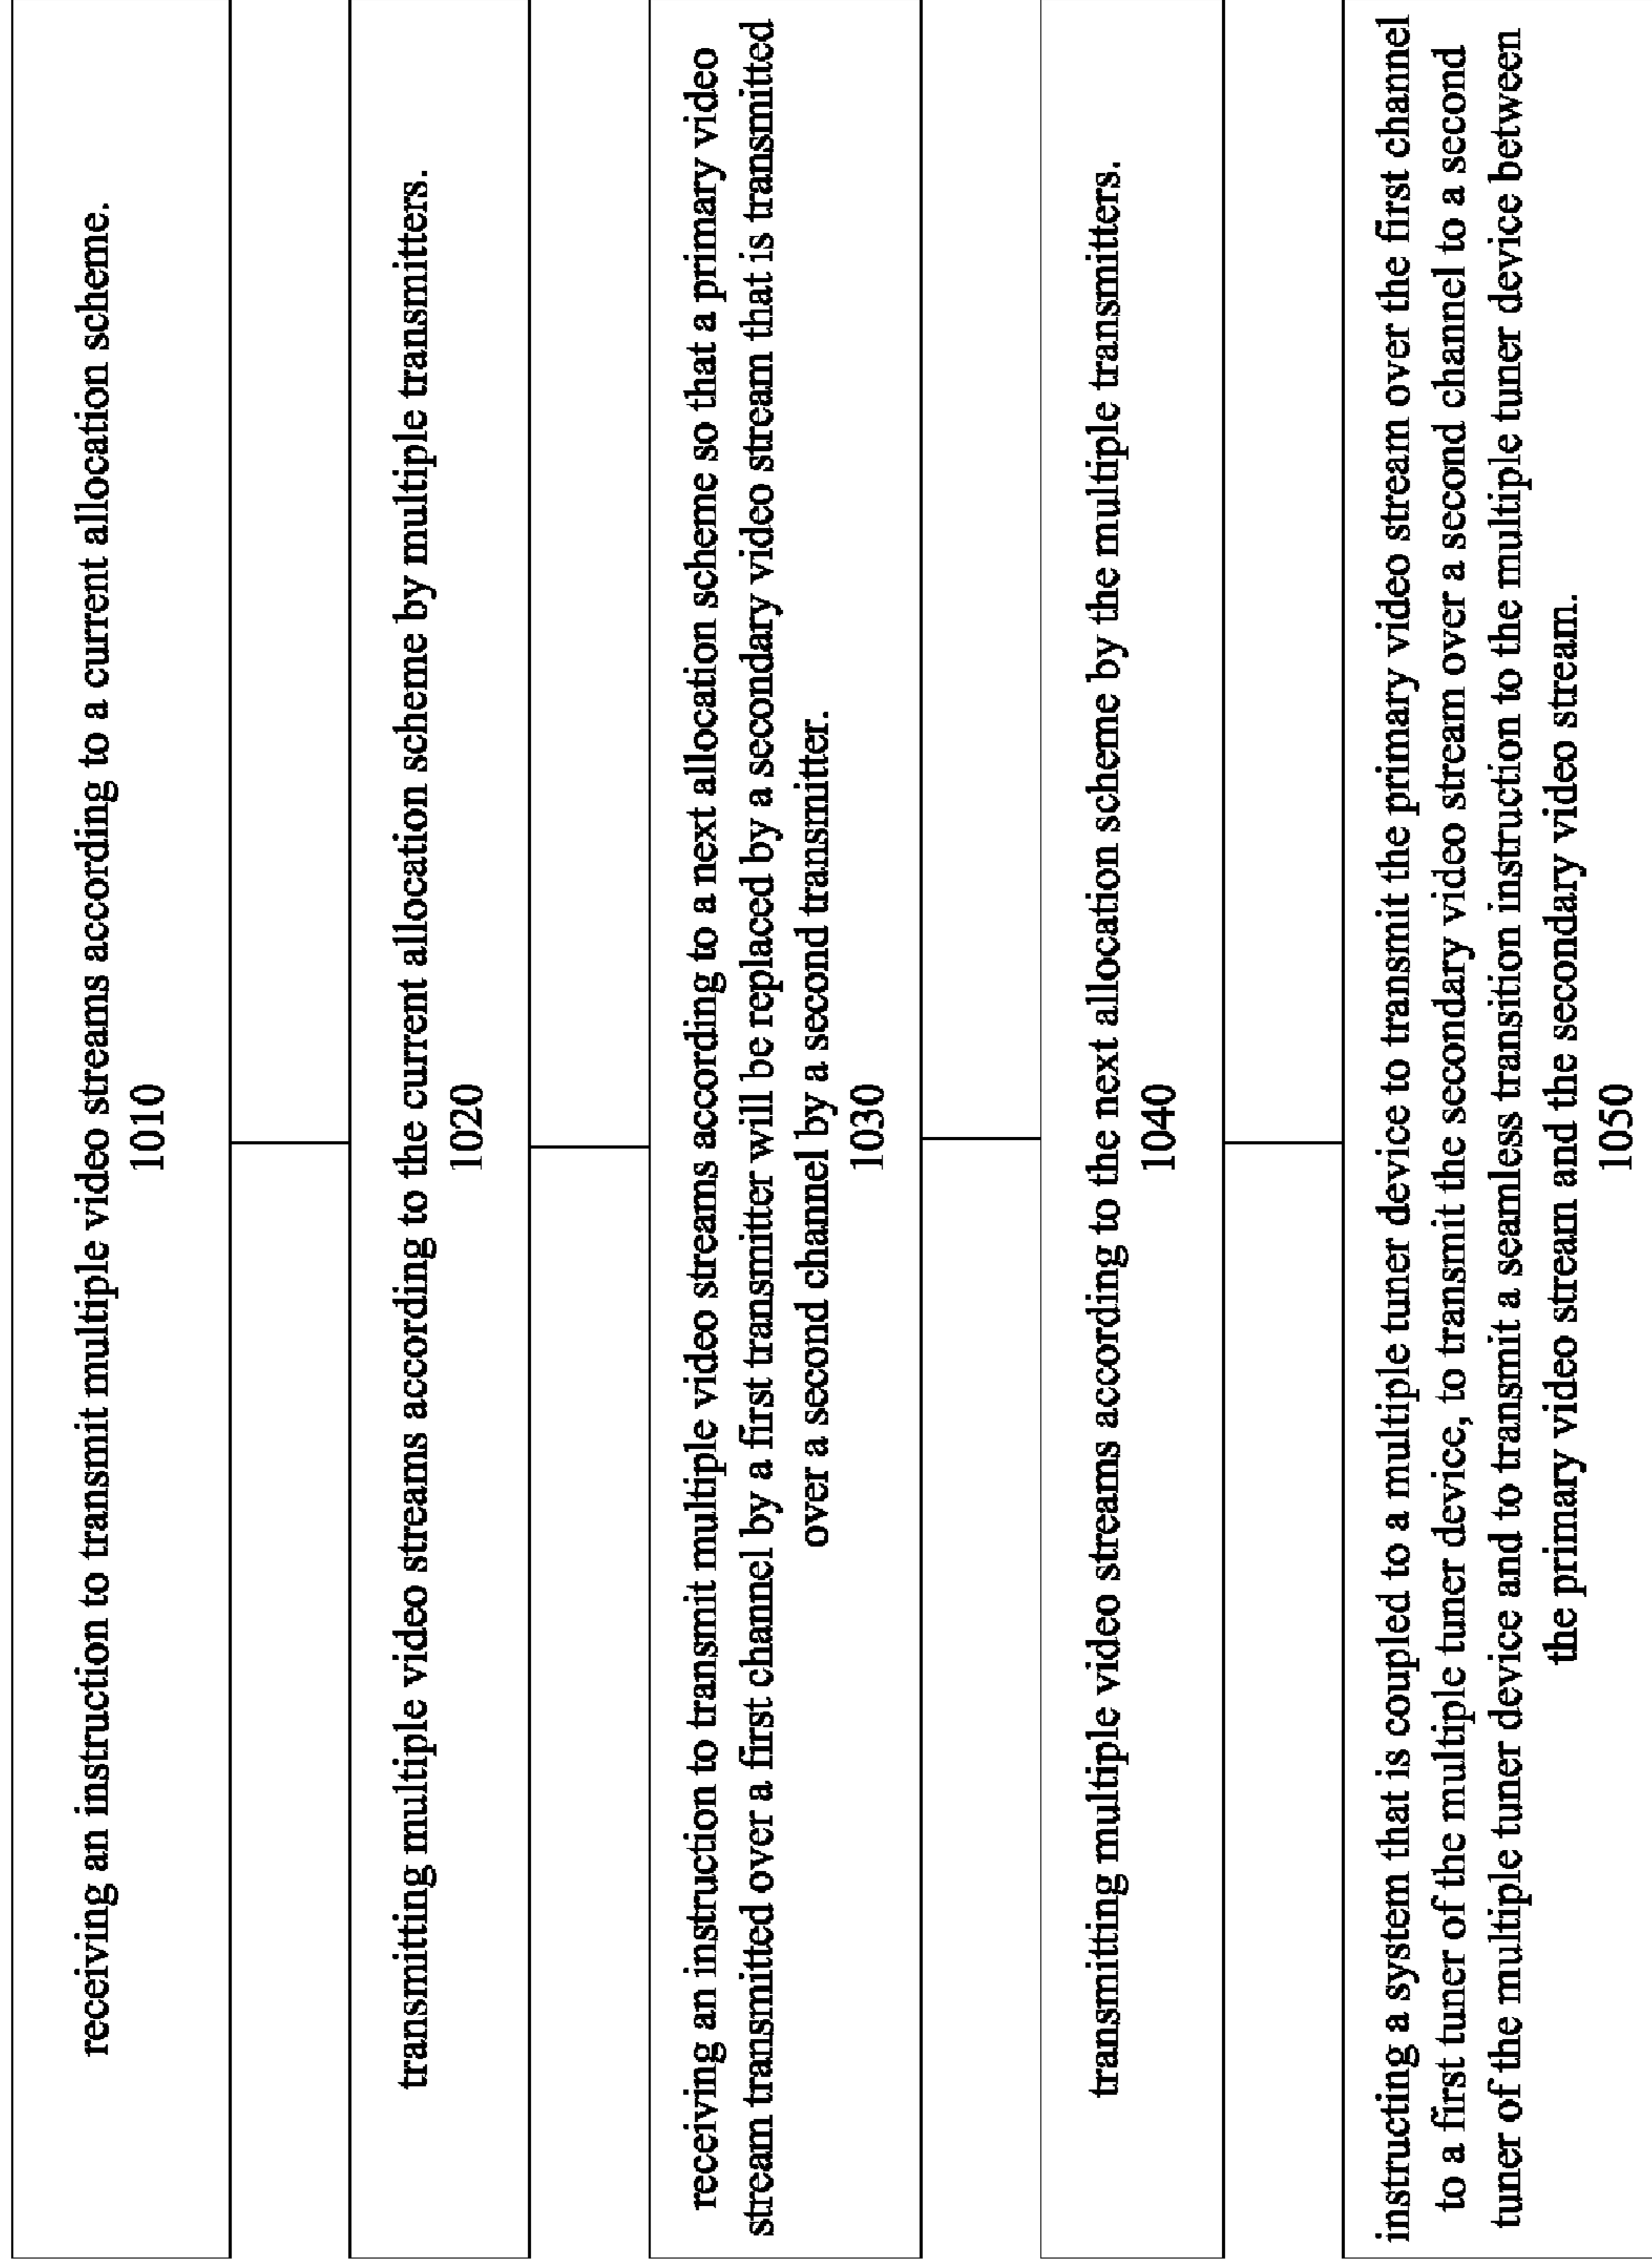 receiving an instruction to transmit multiple video streams according to a current allocation scheme.
1010
transmitting multiple video streams according to the current allocation scheme by multiple transmitters.
1020
receiving an instruction to transmit multiple video streams according to a next allocation scheme so that a primary video
stream transmitted over a first channel by a first transmitter will be replaced by a secondary video stream that is transmitted
over a second channel by a second transmitter.
1030
transmitting multiple video streams according to the next allocation scheme by the multiple transmitters.
1040
instructing a system that is coupled to a multiple tuner device to transmit the primary video stream over the first channel
to a first tuner of the multiple tuner device, to transmit the secondary video stream over a second channel to a second
tuner of the multiple tuner device and to transmit a seamless transition instruction to the multiple tuner device between
the primary video stream and the secondary video stream.
1050